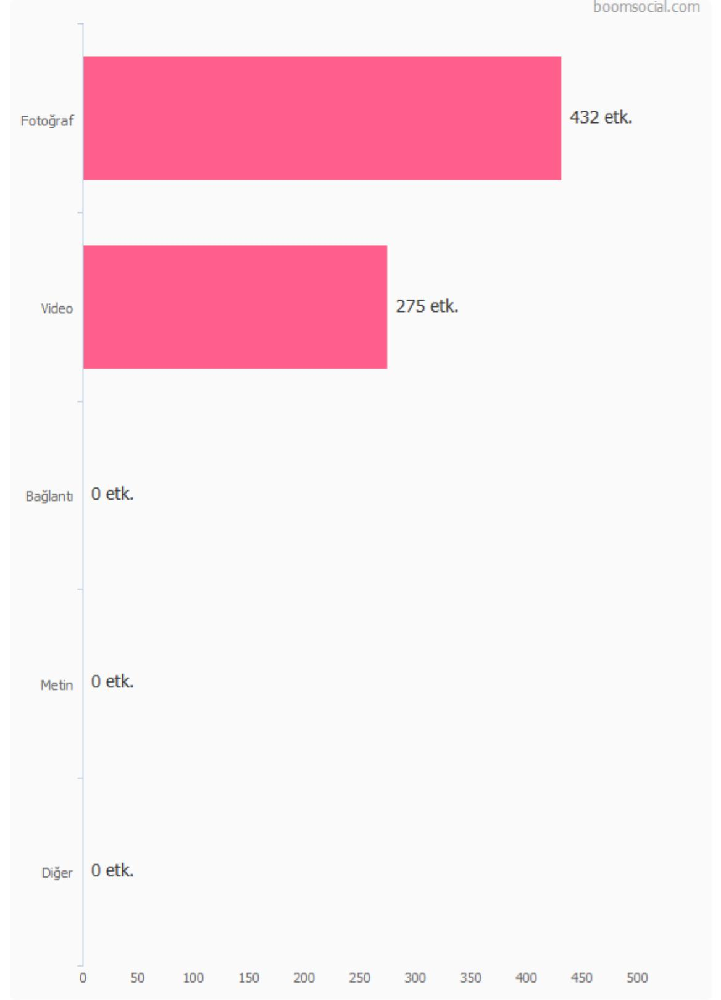 boomsocial.com
Fotoğraf
432 etk.
Video
275 etk.
Bağlantı
0 etk.
Metin
0 etk.
Diğer
0 etk.
0 50 100 150 200 250 300 350 400 450 500